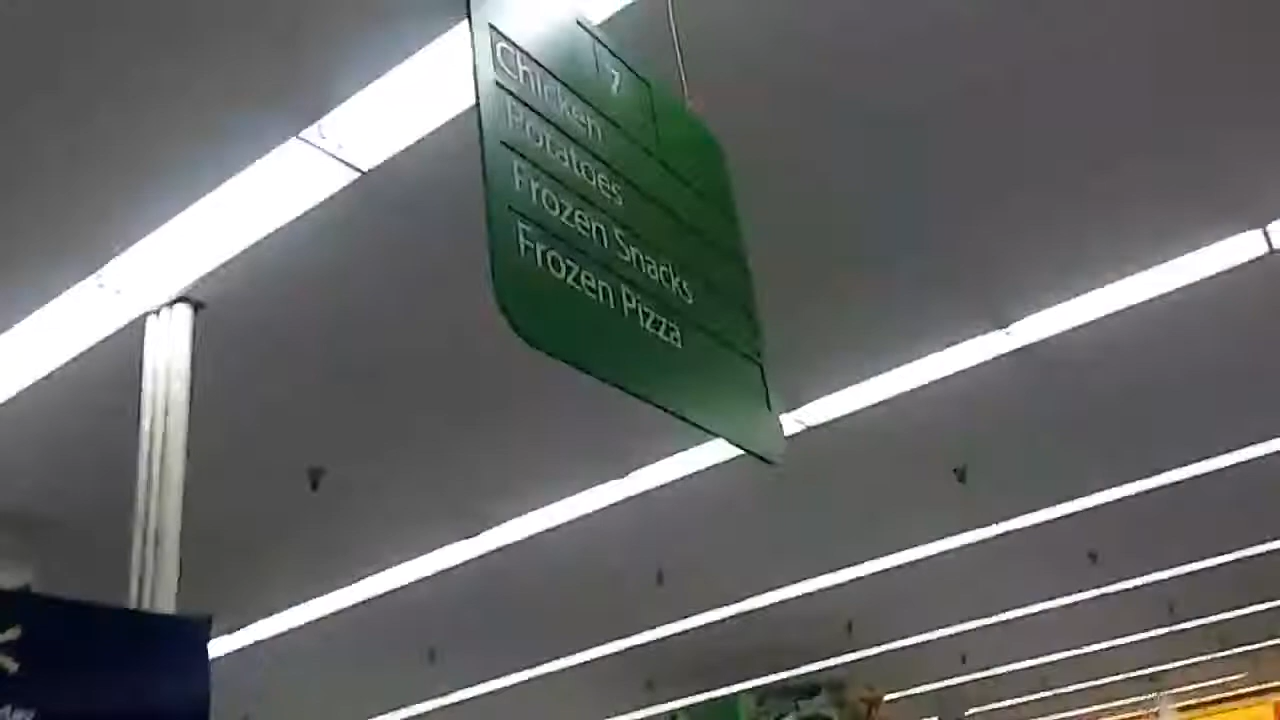 7
Chicken
Potatoes
Frozen Snacks
Frozen Pizza